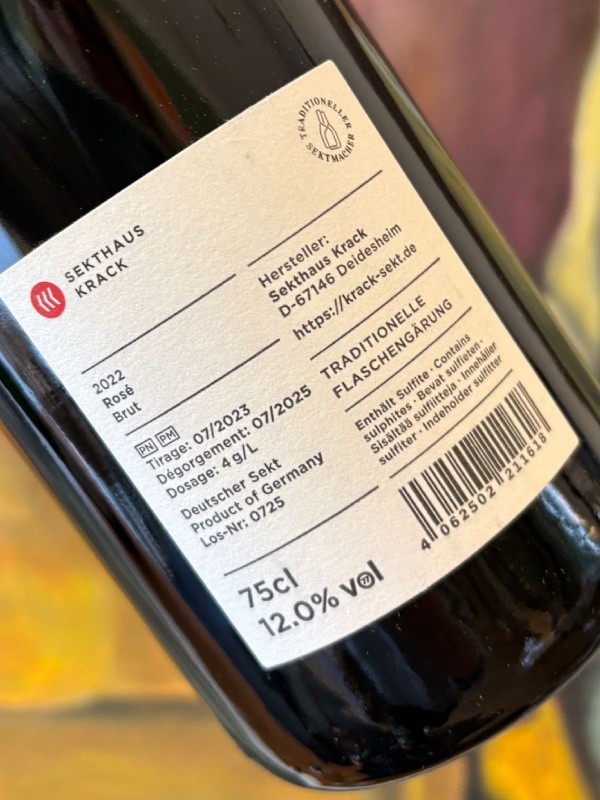 TRADITIONELLER
SEKTMACHER
SEKTHAUS
KRACK
Hersteller:
Sekthaus Krack
D-67146 Deidesheim
https://krack-sekt.de
2022
Rosé
Brut
PN PM
Tirage: 07/2023
Dégorgement: 07/2025
Dosage: 4 g/L
Deutscher Sekt
Product of Germany
Los-Nr: 0725
TRADITIONELLE
FLASCHENGÄRUNG
Enthält Sulfite · Contains
sulphites · Bevat sulfieten ·
Sisältää sulfitteja · Innehåller
sulfiter · Indeholder sulfitter
4 062502 211618
75cl
12.0% vol